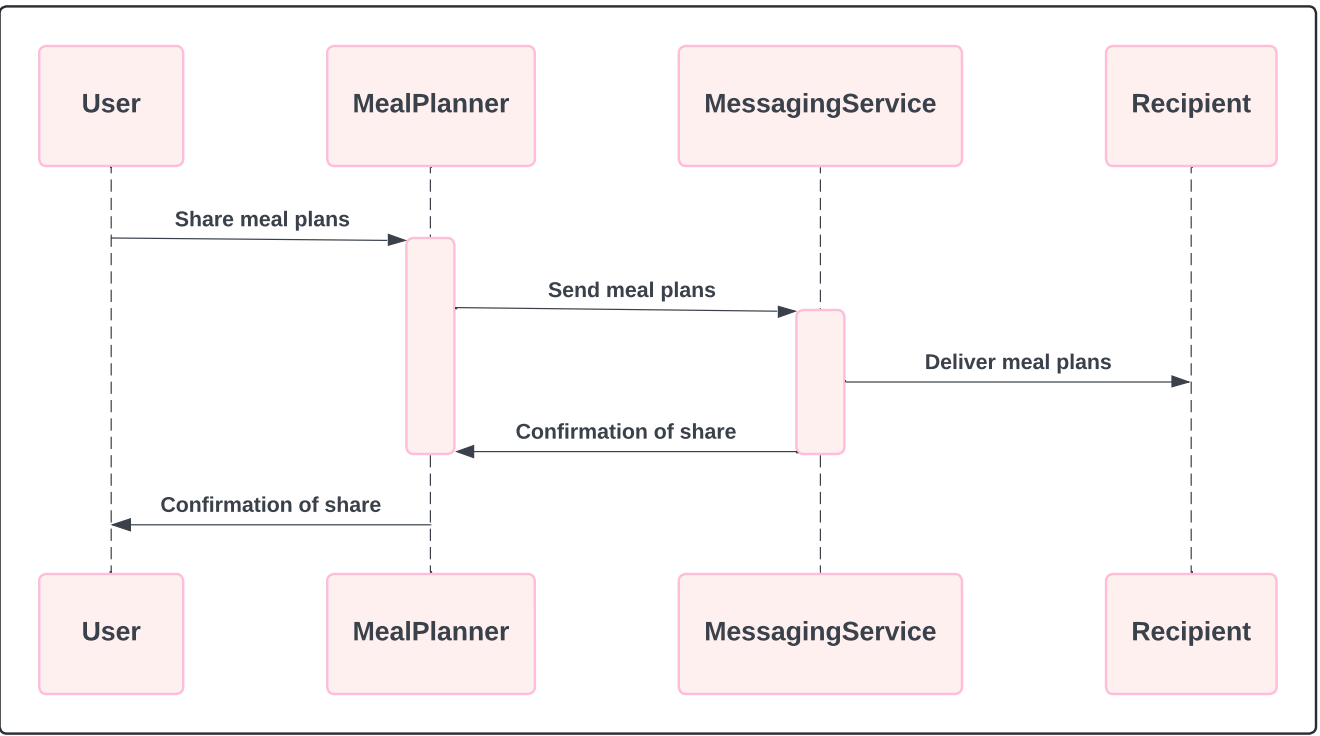 User
MealPlanner
MessagingService
Recipient
Share meal plans
Send meal plans
Deliver meal plans
Confirmation of share
Confirmation of share
User
MealPlanner
MessagingService
Recipient